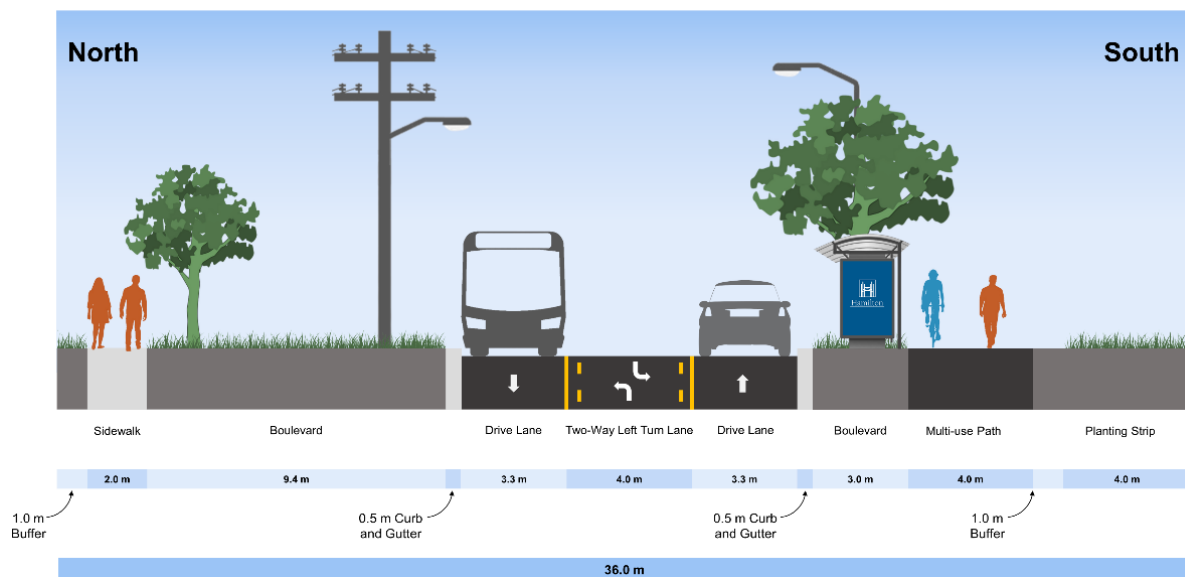 North
South
Hamilton
Sidewalk
Boulevard
Drive Lane
Two-Way Left Turn Lane
Drive Lane
Boulevard
Multi-use Path
Planting Strip
2.0 m
9.4 m
3.3 m
4.0 m
3.3 m
3.0 m
4.0 m
4.0 m
1.0 m
Buffer
0.5 m Curb
and Gutter
0.5 m Curb
and Gutter
1.0 m
Buffer
36.0 m